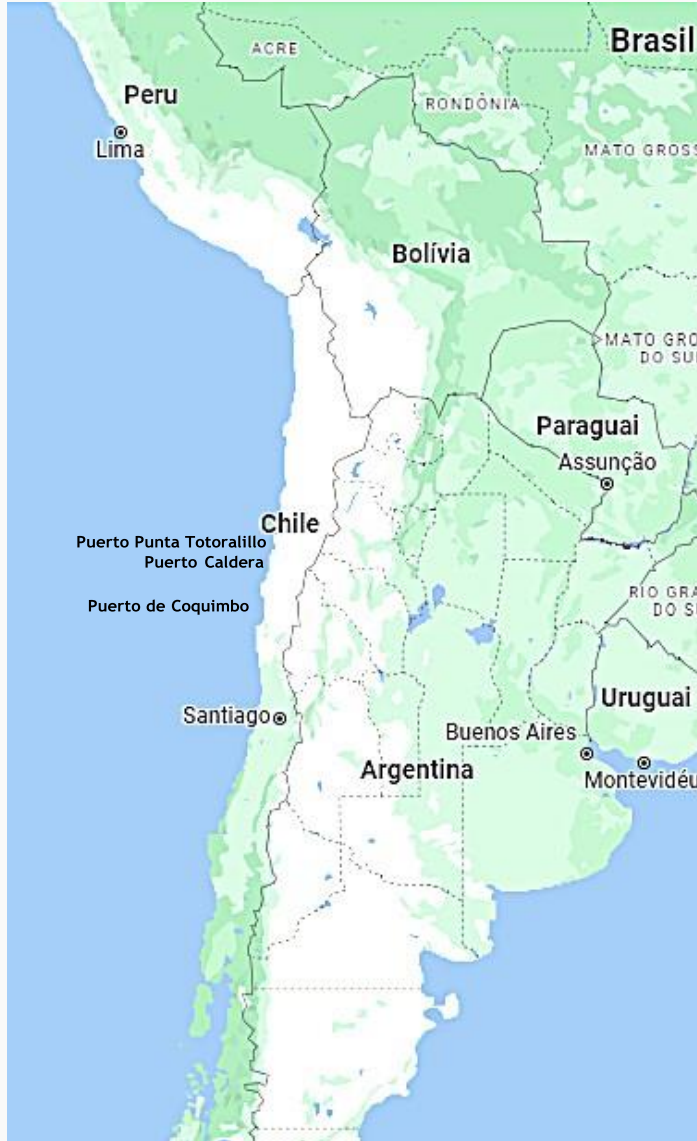 Brasil
ACRE
Peru
RONDÔNIA
Lima
MATO GROSS
Bolívia
MATO GRO
DO SU
Paraguai
Assunção
Chile
Puerto Punta Totoralillo
Puerto Caldera
Puerto de Coquimbo
RIO GRA
DO S
Uruguai
Santiago
Buenos Aires
Argentina
Montevidéu